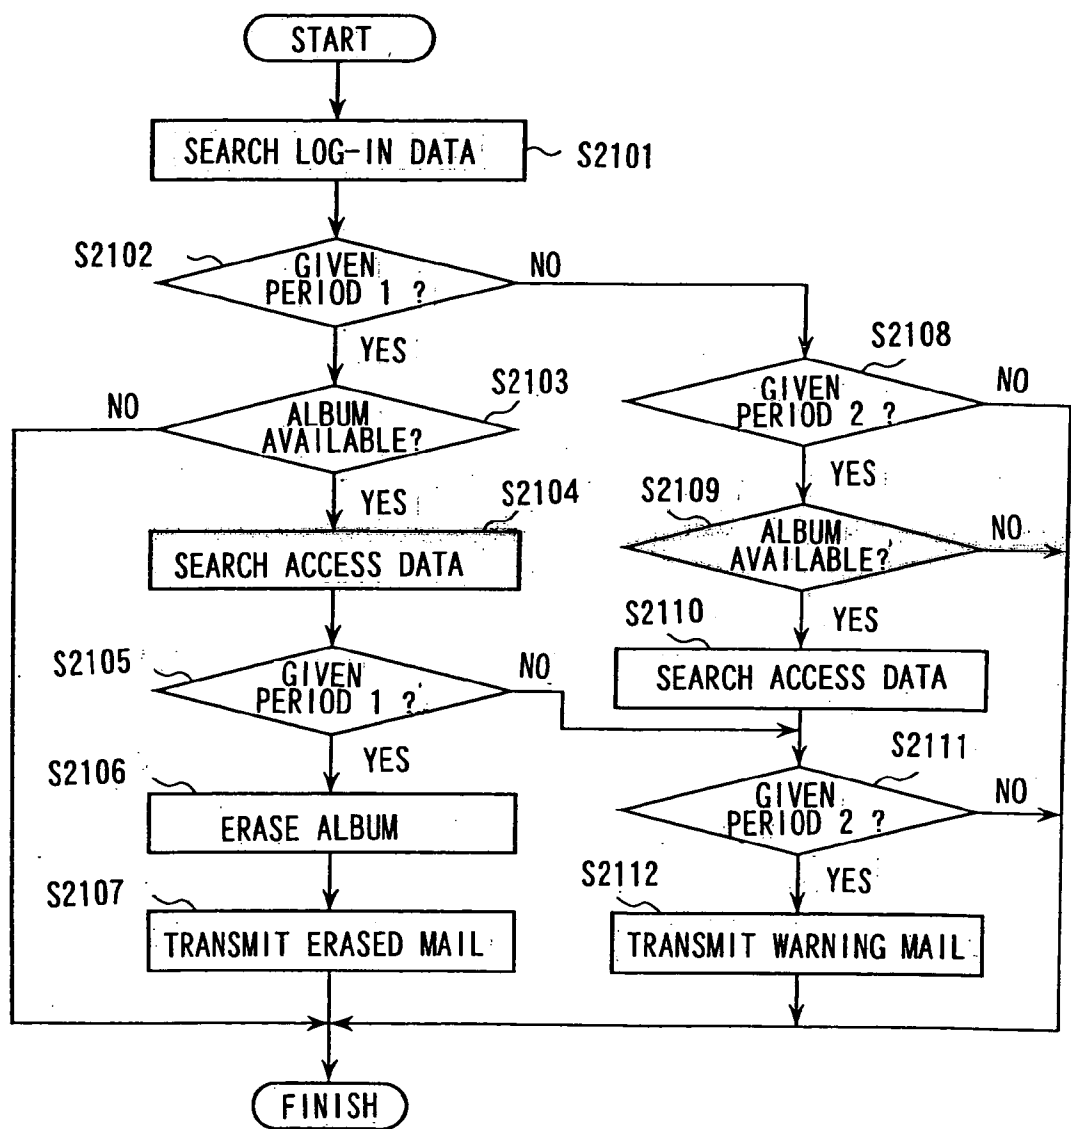 START
SEARCH LOG-IN DATA
S2101
S2102
GIVEN
PERIOD 1 ?
NO
YES
S2108
GIVEN
PERIOD 2 ?
NO
YES
NO
S2103
ALBUM
AVAILABLE?
YES
S2104
SEARCH ACCESS DATA
S2109
ALBUM
AVAILABLE?
NO
YES
S2110
SEARCH ACCESS DATA
S2105
GIVEN
PERIOD 1 ?
NO
YES
S2111
GIVEN
PERIOD 2 ?
NO
YES
S2106
ERASE ALBUM
S2107
TRANSMIT ERASED MAIL
S2112
TRANSMIT WARNING MAIL
FINISH